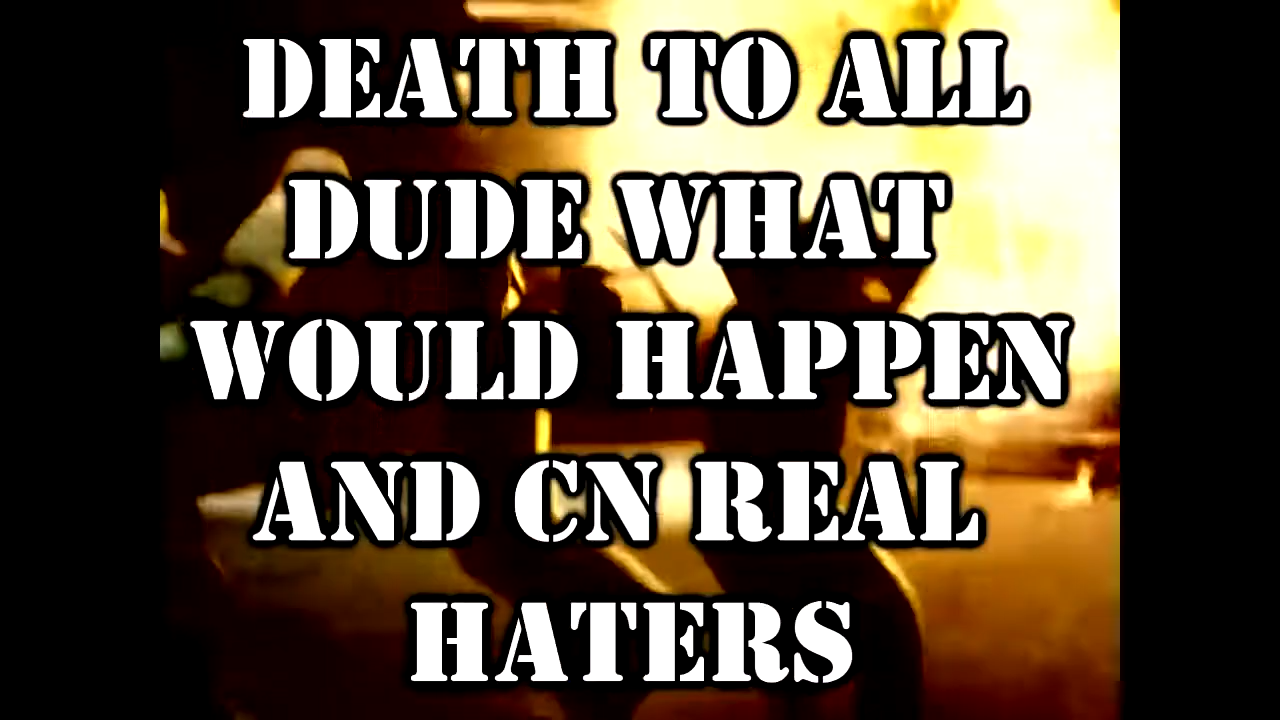 DEATH TO ALL
DUDE WHAT
WOULD HAPPEN
AND CN REAL
HATERS